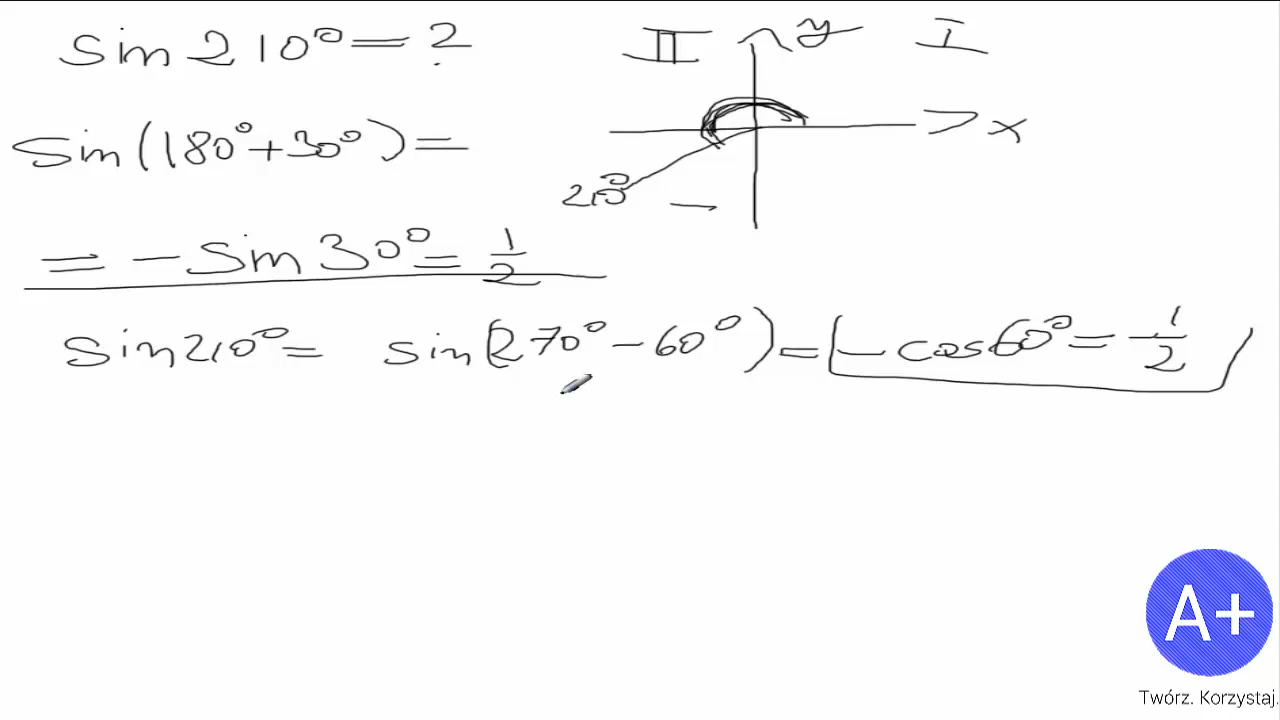 sin 210° = ?
II y I
sin(180° + 30°) =
x
210° –
= – sin 30° = 1/2
sin 210° = sin(270° – 60°) = – cos 60° = – 1/2
A+
Twórz. Korzystaj.